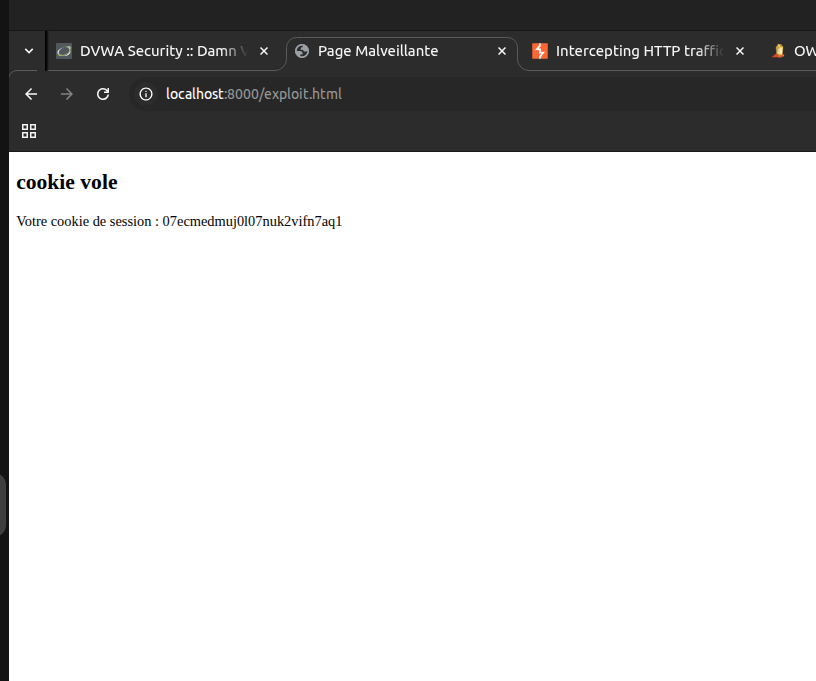 DVWA Security :: Damn
Page Malveillante
Intercepting HTTP traffic
OW
localhost:8000/exploit.html
cookie vole
Votre cookie de session : 07ecmedmuj0l07nuk2vifn7aq1